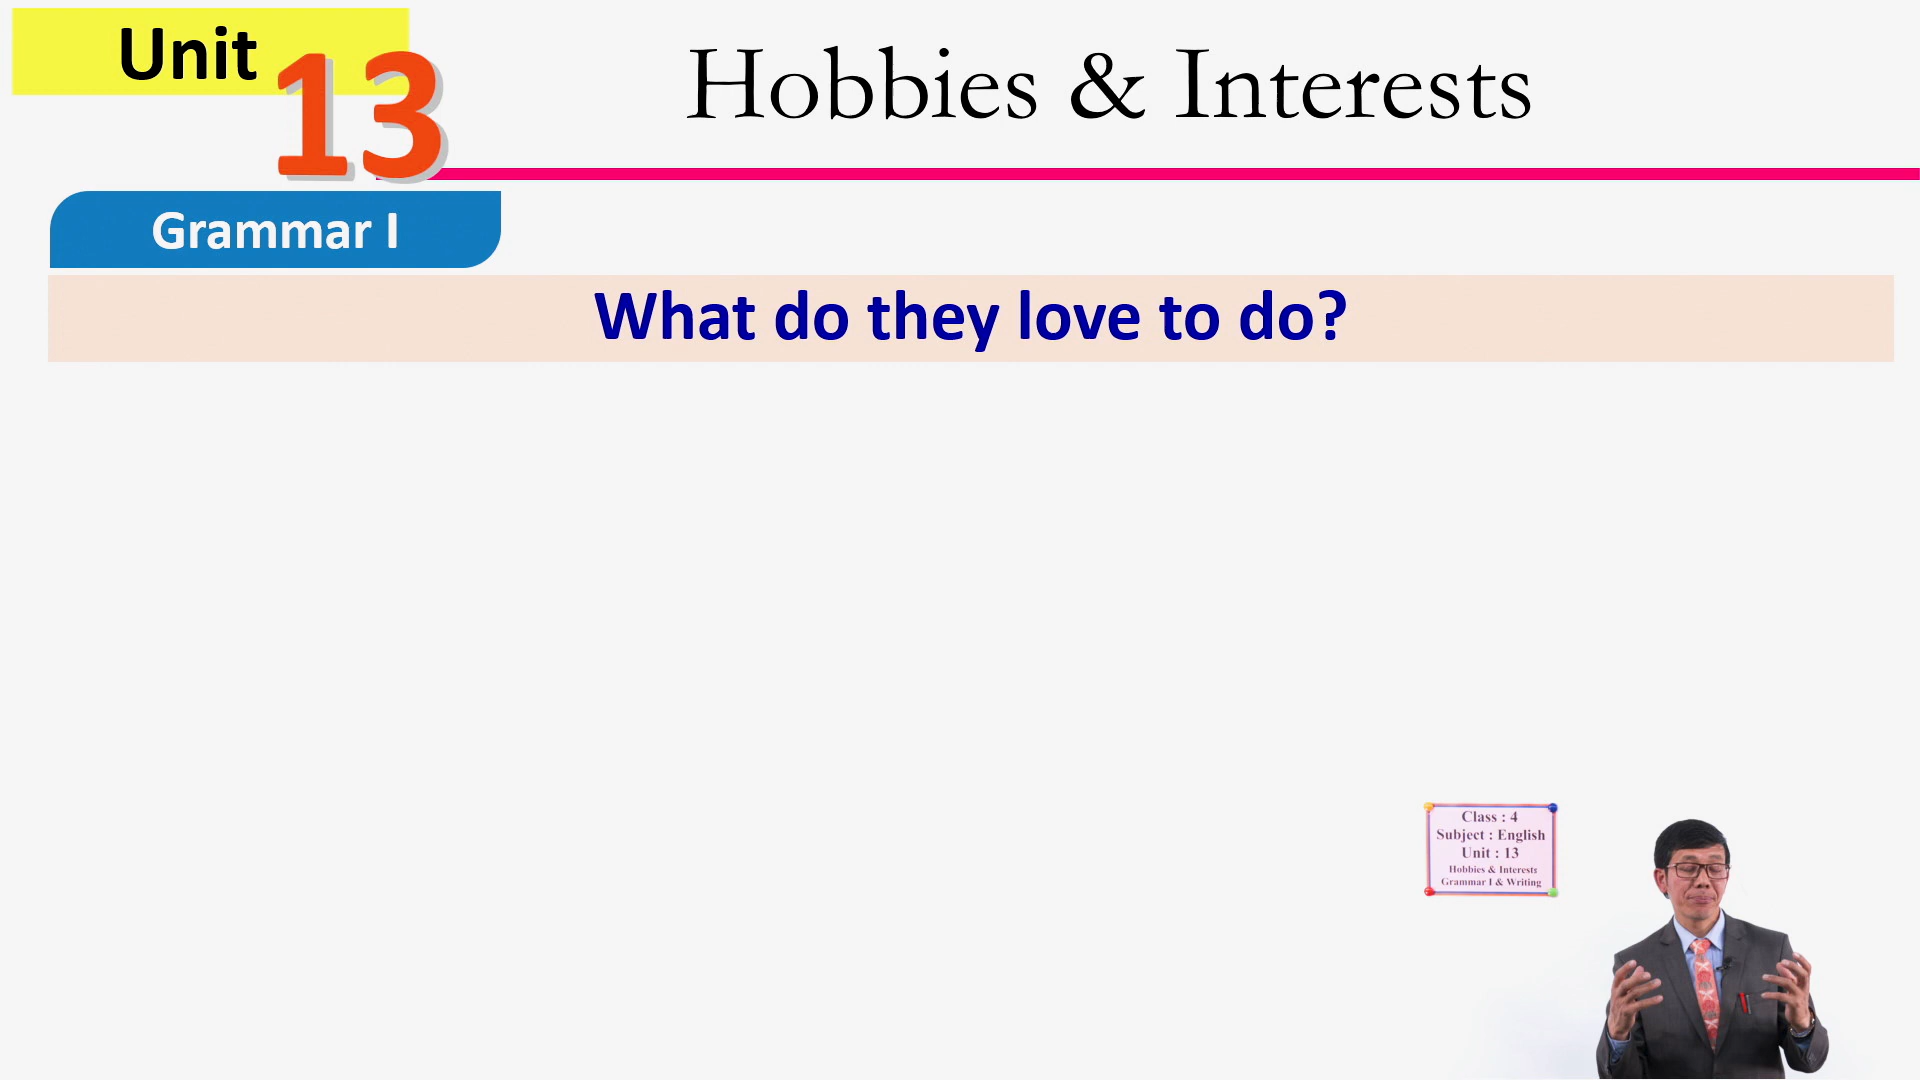 Unit 13
Hobbies & Interests
Grammar I
What do they love to do?
Class : 4
Subject : English
Unit : 13
Hobbies & Interests
Grammar I & Writing